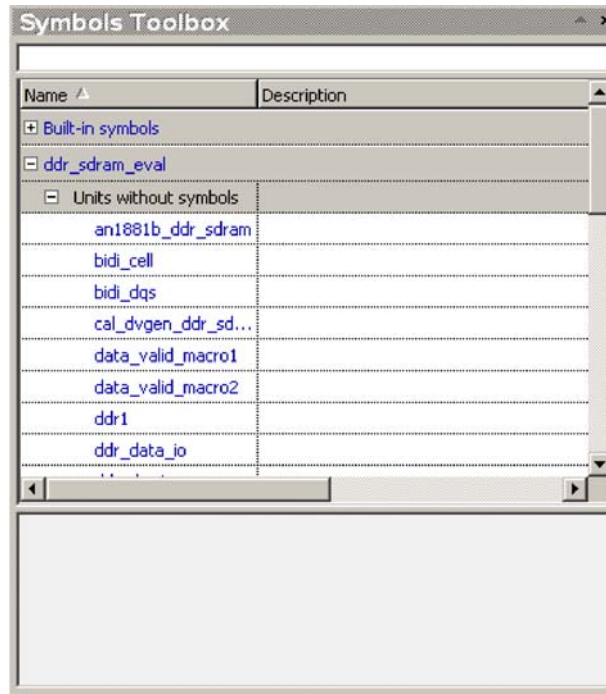 Symbols Toolbox
Name Description
Built-in symbols
ddr_sdram_eval
Units without symbols
an1881b_ddr_sdram
bidi_cell
bidi_dqs
cal_dvgen_ddr_sd...
data_valid_macro1
data_valid_macro2
ddr1
ddr_data_io